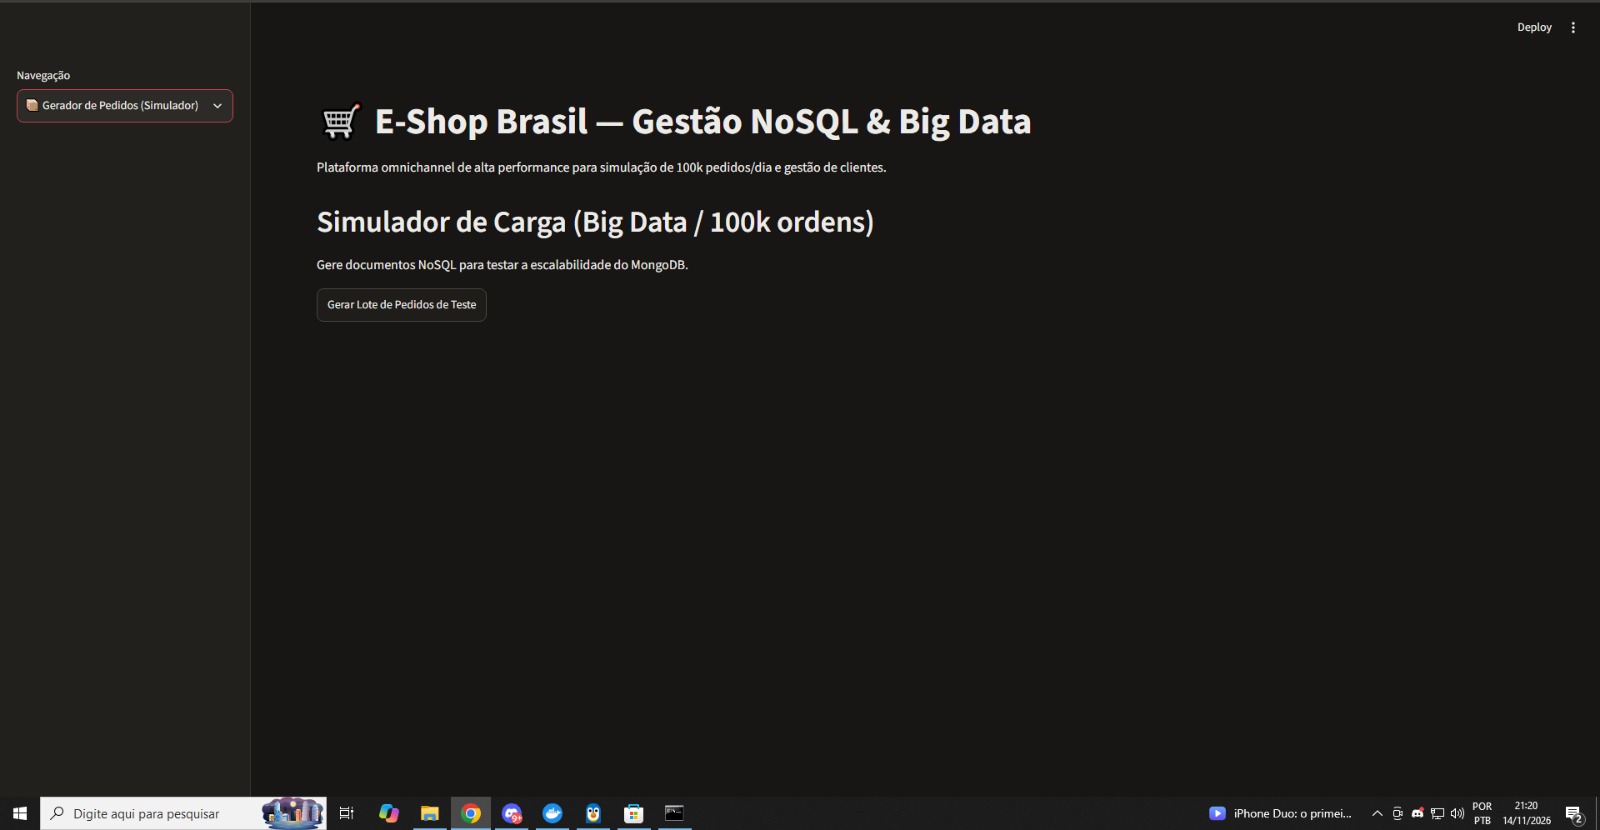 Deploy
Navegação
Gerador de Pedidos (Simulador)
E-Shop Brasil — Gestão NoSQL & Big Data
Plataforma omnichannel de alta performance para simulação de 100k pedidos/dia e gestão de clientes.
Simulador de Carga (Big Data / 100k ordens)
Gere documentos NoSQL para testar a escalabilidade do MongoDB.
Gerar Lote de Pedidos de Teste
Digite aqui para pesquisar
9+
iPhone Duo: o primei...
POR
PTB
21:20
14/11/2026
2